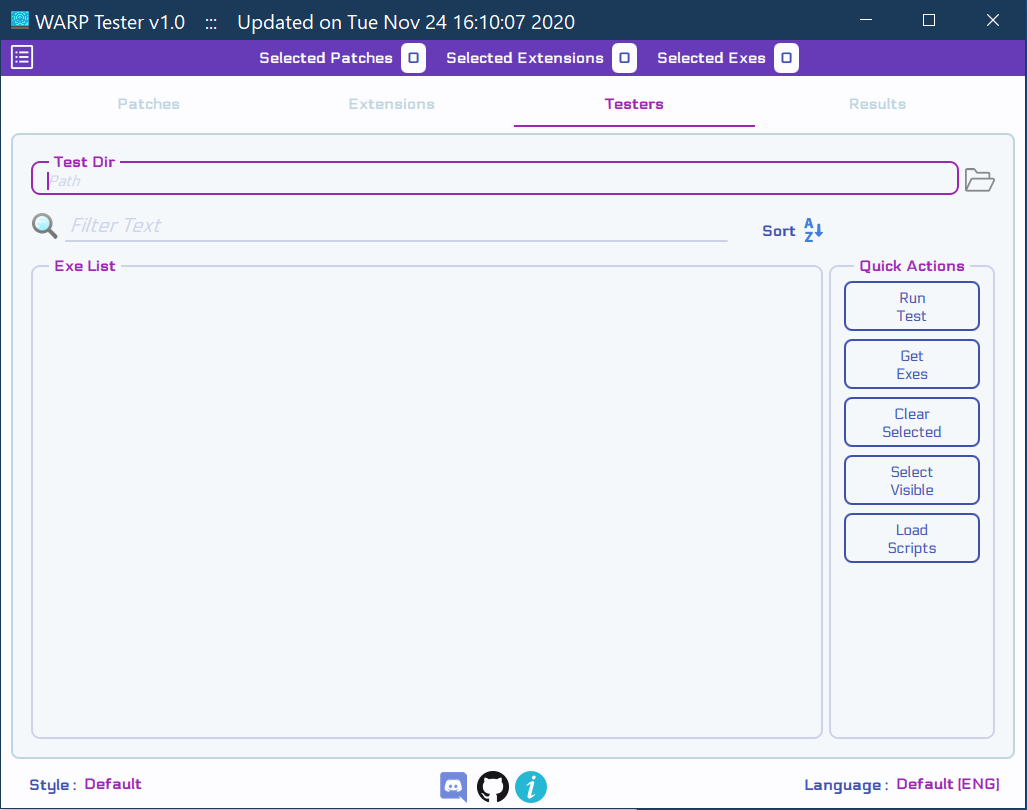 WARP Tester v1.0 ::: Updated on Tue Nov 24 16:10:07 2020
Selected Patches 0 Selected Extensions 0 Selected Exes 0
Patches Extensions Testers Results
Test Dir
Path
Filter Text
Sort A Z
Exe List
Quick Actions
Run
Test
Get
Exes
Clear
Selected
Select
Visible
Load
Scripts
Style : Default
i
Language : Default (ENG)